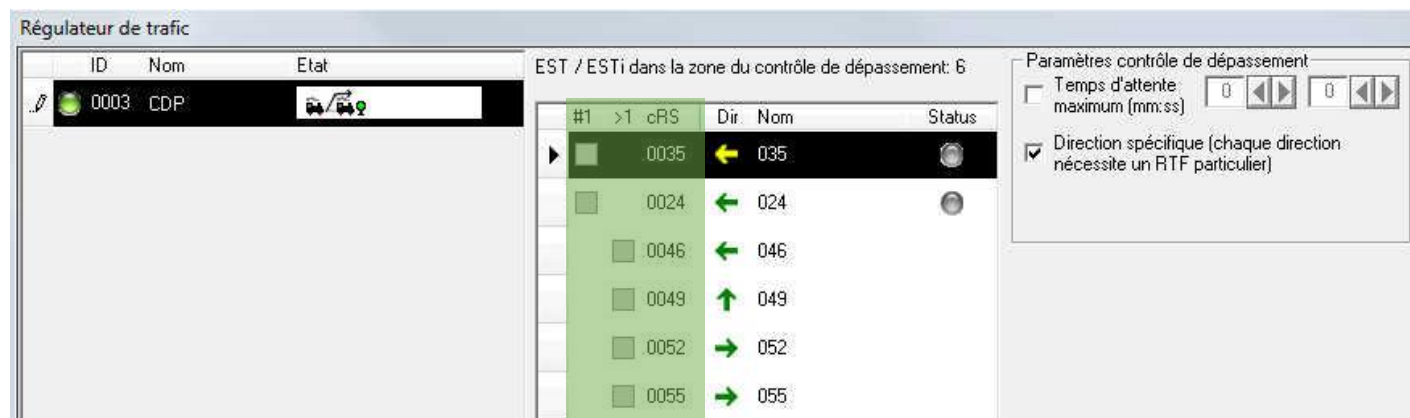 Régulateur de trafic
ID Nom Etat
0003 CDP
EST / ESTi dans la zone du contrôle de dépassement: 6
#1 >1 cRS Dir Nom Status
0035 035
0024 024
0046 046
0049 049
0052 052
0055 055
Paramètres contrôle de dépassement
Temps d'attente 0 0
maximum (mm:ss)
Direction spécifique (chaque direction
nécessite un RTF particulier)